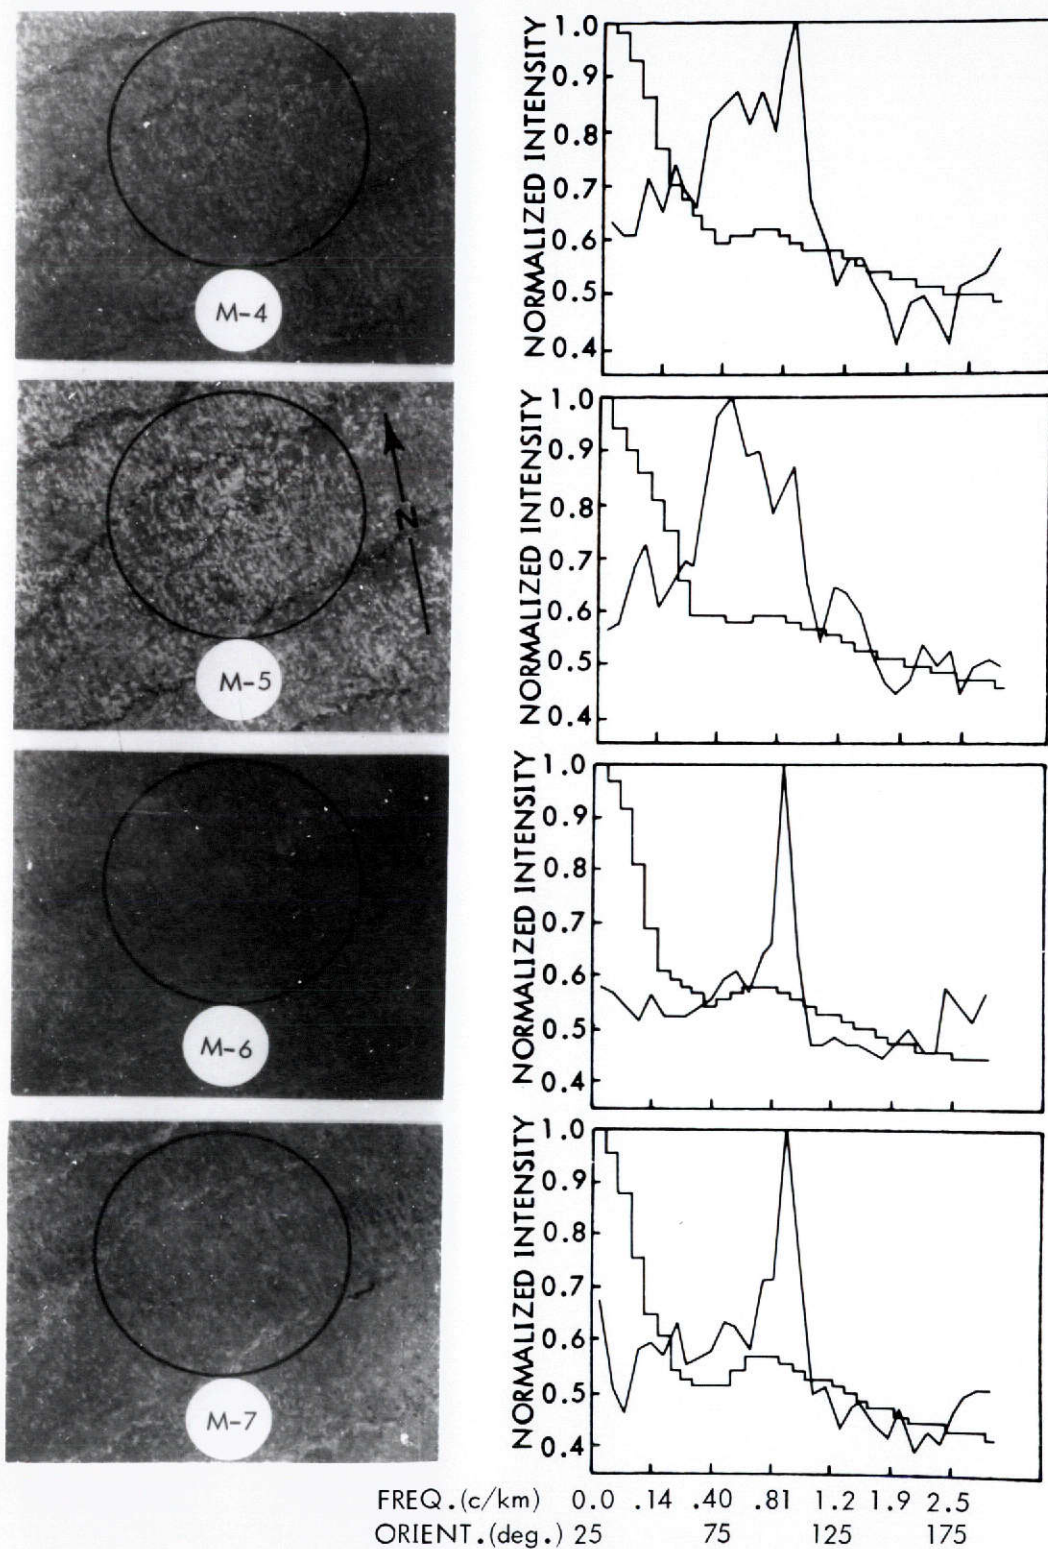 M-4
NORMALIZED INTENSITY
1.0
0.9
0.8
0.7
0.6
0.5
0.4
N
M-5
NORMALIZED INTENSITY
1.0
0.9
0.8
0.7
0.6
0.5
0.4
M-6
NORMALIZED INTENSITY
1.0
0.9
0.8
0.7
0.6
0.5
0.4
M-7
NORMALIZED INTENSITY
1.0
0.9
0.8
0.7
0.6
0.5
0.4
FREQ.(c/km) 0.0 .14 .40 .81 1.2 1.9 2.5
ORIENT.(deg.) 25 75 125 175